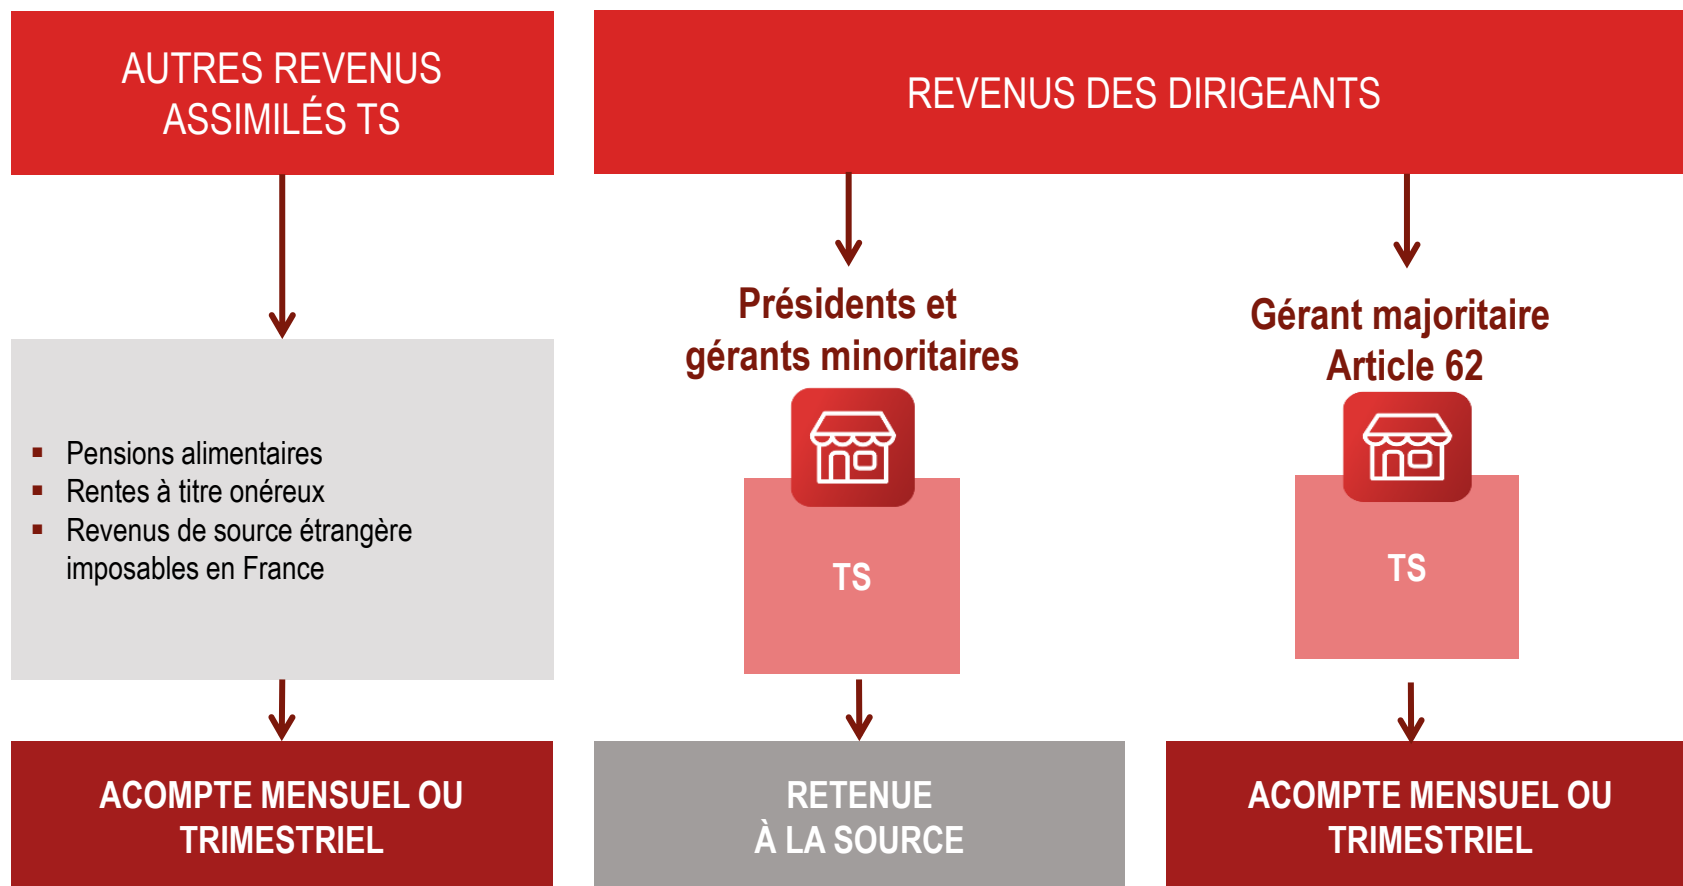 AUTRES REVENUS
ASSIMILÉS TS
Pensions alimentaires
Rentes à titre onéreux
Revenus de source étrangère
imposables en France
ACOMPTE MENSUEL OU
TRIMESTRIEL
REVENUS DES DIRIGEANTS
Présidents et
gérants minoritaires
TS
RETENUE
À LA SOURCE
Gérant majoritaire
Article 62
TS
ACOMPTE MENSUEL OU
TRIMESTRIEL